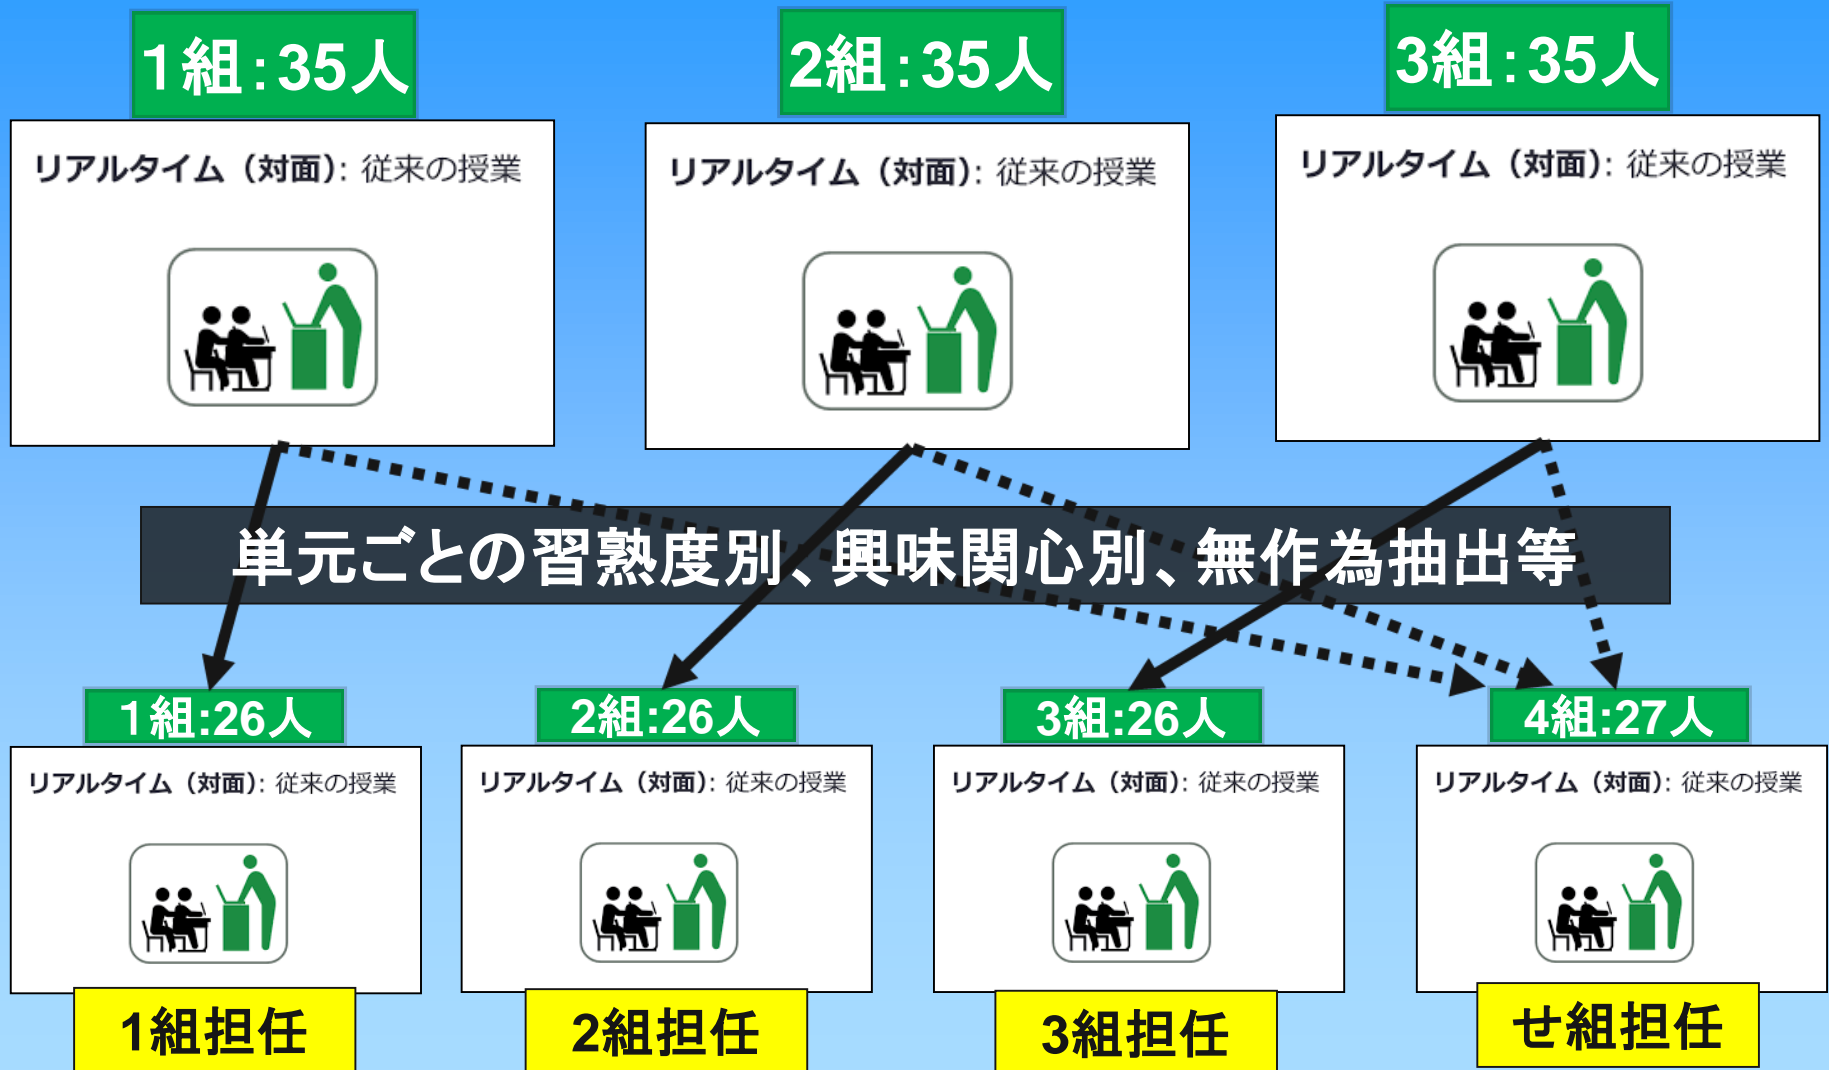 1組:35人
2組:35人
3組:35人
リアルタイム（対面）: 従来の授業
リアルタイム（対面）: 従来の授業
リアルタイム（対面）: 従来の授業
単元ごとの習熟度別、興味関心別、無作為抽出等
1組:26人
2組:26人
3組:26人
4組:27人
リアルタイム（対面）: 従来の授業
リアルタイム（対面）: 従来の授業
リアルタイム（対面）: 従来の授業
リアルタイム（対面）: 従来の授業
1組担任
2組担任
3組担任
せ組担任